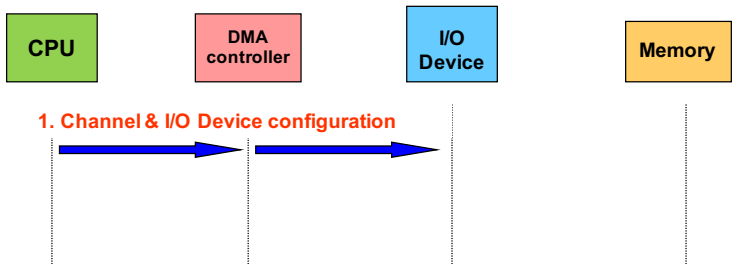 CPU
DMA
controller
I/O
Device
Memory
1. Channel & I/O Device configuration